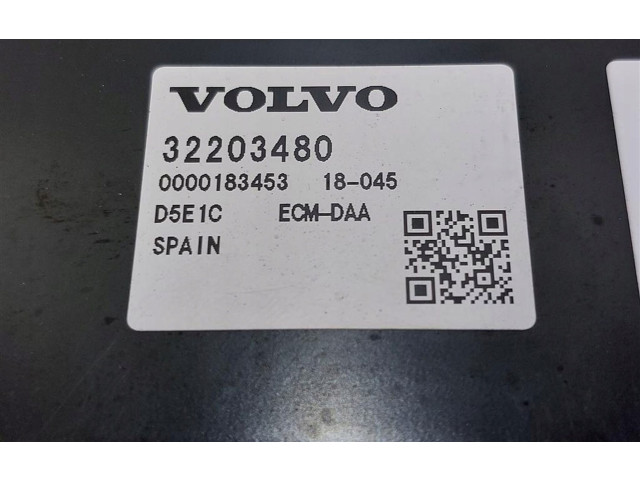 VOLVO
32203480
0000183453 18-045
D5E1C ECM-DAA
SPAIN